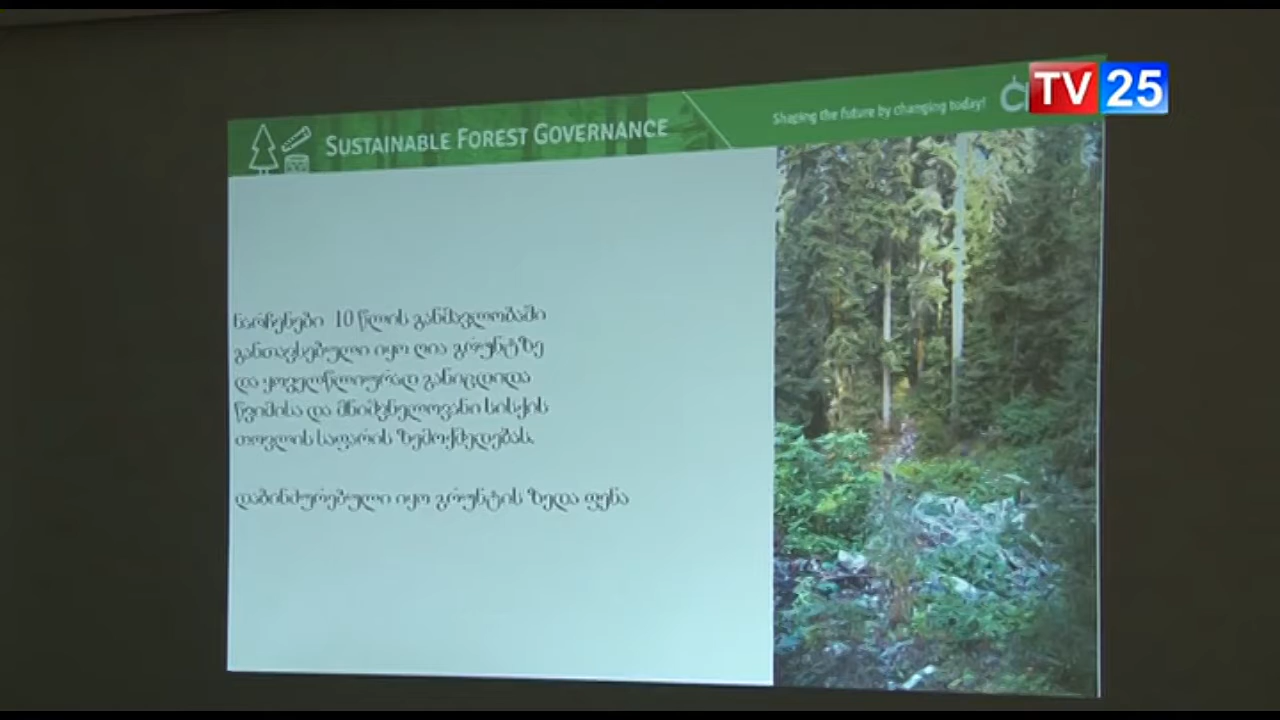 TV 25
SUSTAINABLE FOREST GOVERNANCE
Shaping the future by changing today!
ნარჩენები 10 წლის განმავლობაში
განთავსებული იყო ღია გრუნტზე
და ყოველწლიურად განიცდიდა
წვიმისა და მნიშვნელოვანი სისქის
თოვლის საფარის ზემოქმედებას.
დაბინძურებული იყო გრუნტის ზედა ფენა